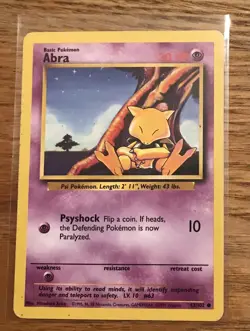 Basic Pokémon
Abra
Psi Pokémon. Length: 2' 11", Weight: 43 lbs.
Psyshock Flip a coin. If heads, the Defending Pokémon is now Paralyzed.
10
weakness resistance retreat cost
Using its ability to read minds, it will identify impending danger and teleport to safety. LV. 10 #63